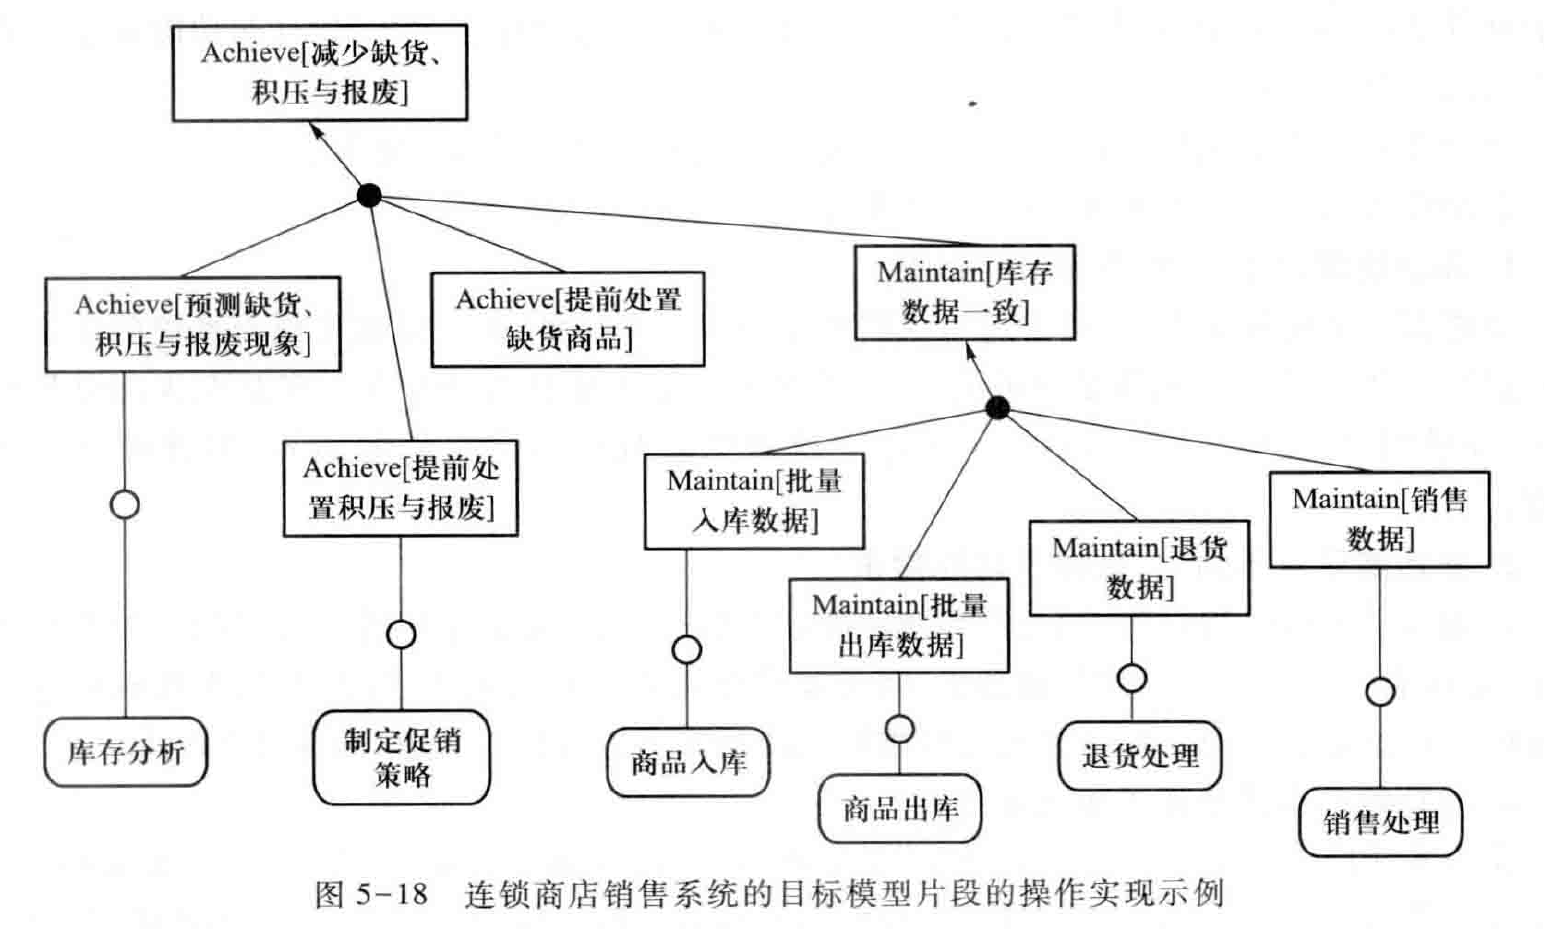 Achieve[减少缺货、
积压与报废]
Achieve[预测缺货、
积压与报废现象]
Achieve[提前处置
缺货商品]
Maintain[库存
数据一致]
Achieve[提前处
置积压与报废]
Maintain[批量
入库数据]
Maintain[批量
出库数据]
Maintain[退货
数据]
Maintain[销售
数据]
库存分析
制定促销
策略
商品入库
商品出库
退货处理
销售处理
图 5-18 连锁商店销售系统的目标模型片段的操作实现示例